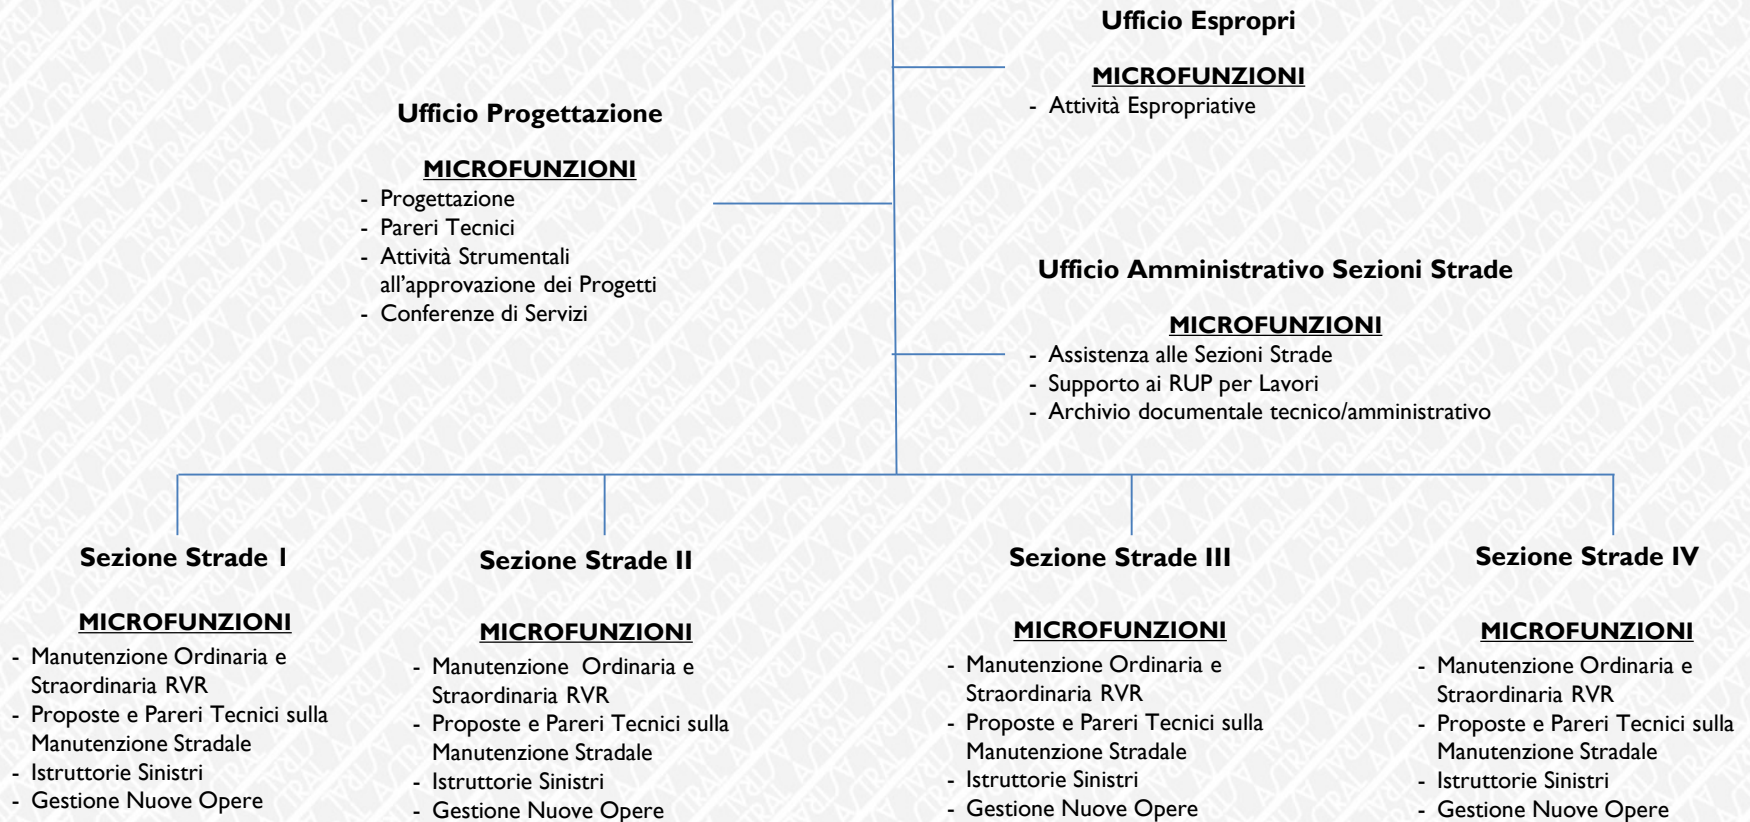 Ufficio Espropri
MICROFUNZIONI
- Attività Espropriative
Ufficio Progettazione
MICROFUNZIONI
- Progettazione
- Pareri Tecnici
- Attività Strumentali
all’approvazione dei Progetti
- Conferenze di Servizi
Ufficio Amministrativo Sezioni Strade
MICROFUNZIONI
- Assistenza alle Sezioni Strade
- Supporto ai RUP per Lavori
- Archivio documentale tecnico/amministrativo
Sezione Strade I
MICROFUNZIONI
- Manutenzione Ordinaria e
Straordinaria RVR
- Proposte e Pareri Tecnici sulla
Manutenzione Stradale
- Istruttorie Sinistri
- Gestione Nuove Opere
Sezione Strade II
MICROFUNZIONI
- Manutenzione Ordinaria e
Straordinaria RVR
- Proposte e Pareri Tecnici sulla
Manutenzione Stradale
- Istruttorie Sinistri
- Gestione Nuove Opere
Sezione Strade III
MICROFUNZIONI
- Manutenzione Ordinaria e
Straordinaria RVR
- Proposte e Pareri Tecnici sulla
Manutenzione Stradale
- Istruttorie Sinistri
- Gestione Nuove Opere
Sezione Strade IV
MICROFUNZIONI
- Manutenzione Ordinaria e
Straordinaria RVR
- Proposte e Pareri Tecnici sulla
Manutenzione Stradale
- Istruttorie Sinistri
- Gestione Nuove Opere